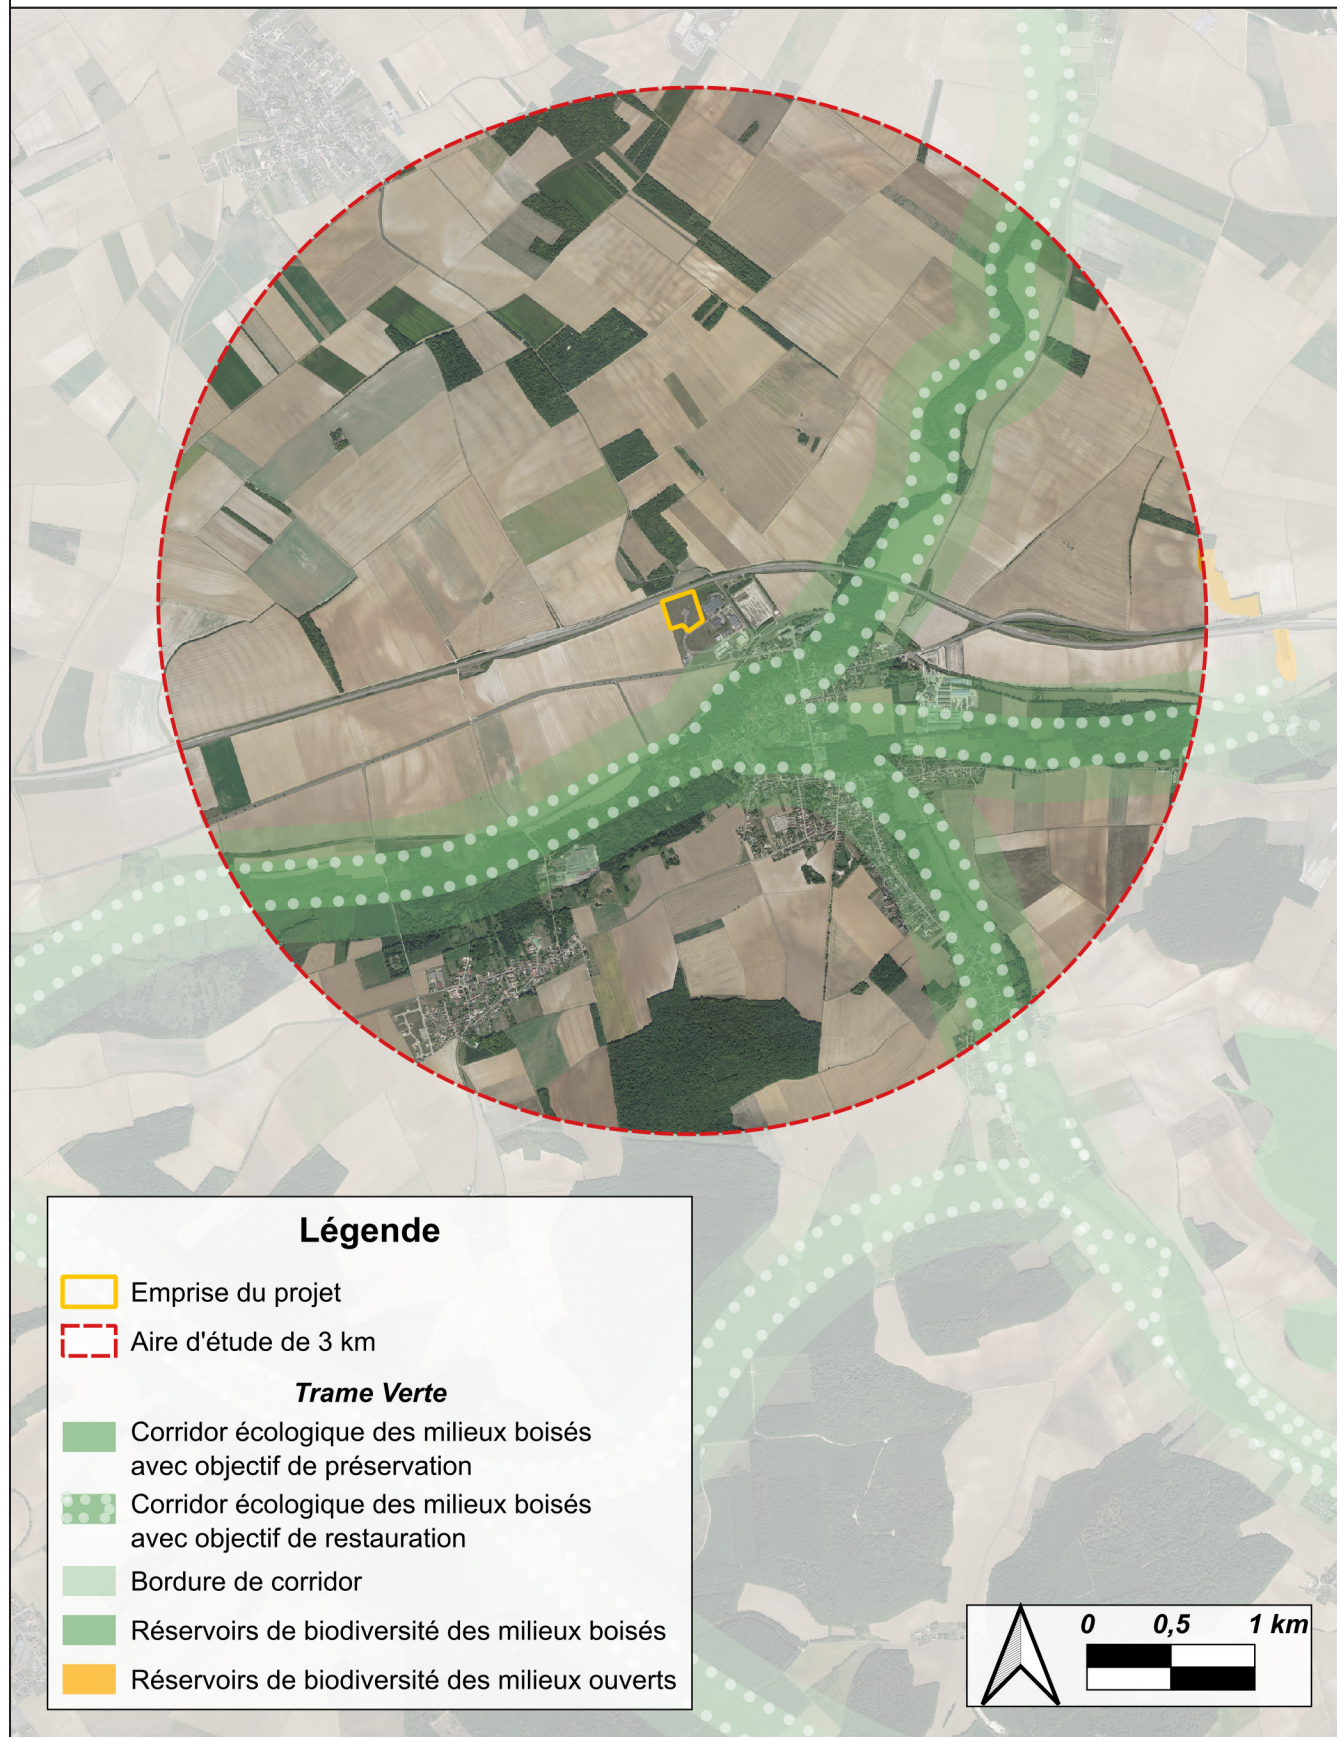 Légende
Emprise du projet
Aire d'étude de 3 km
Trame Verte
Corridor écologique des milieux boisés
avec objectif de préservation
Corridor écologique des milieux boisés
avec objectif de restauration
Bordure de corridor
Réservoirs de biodiversité des milieux boisés
Réservoirs de biodiversité des milieux ouverts
0 0,5 1 km